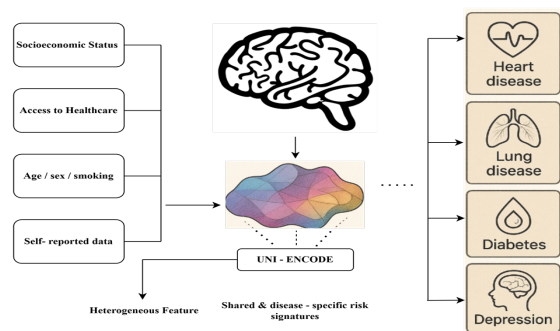 Socioeconomic Status
Access to Healthcare
Age / sex / smoking
Self- reported data
UNI - ENCODE
Heterogeneous Feature
Shared & disease - specific risk
signatures
Heart
disease
Lung
disease
Diabetes
Depression